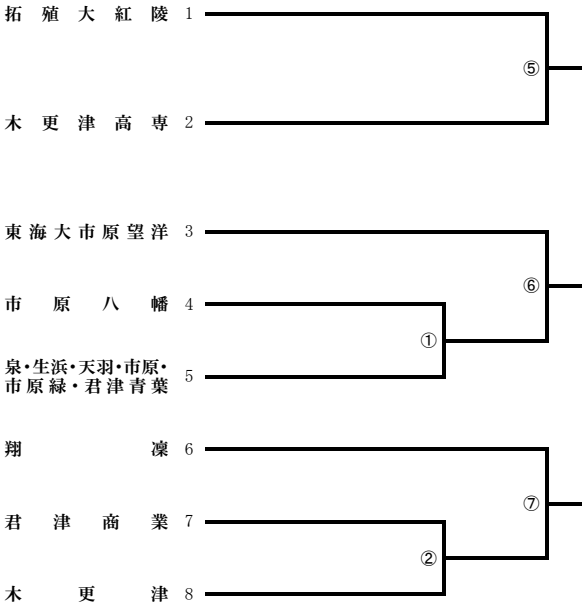 拓殖大紅陵 1
⑤
木更津高専 2
東海大市原望洋 3
⑥
市原八幡 4
①
泉・生浜・天羽・市原・
市原緑・君津青葉 5
翔凜 6
⑦
君津商業 7
②
木更津 8